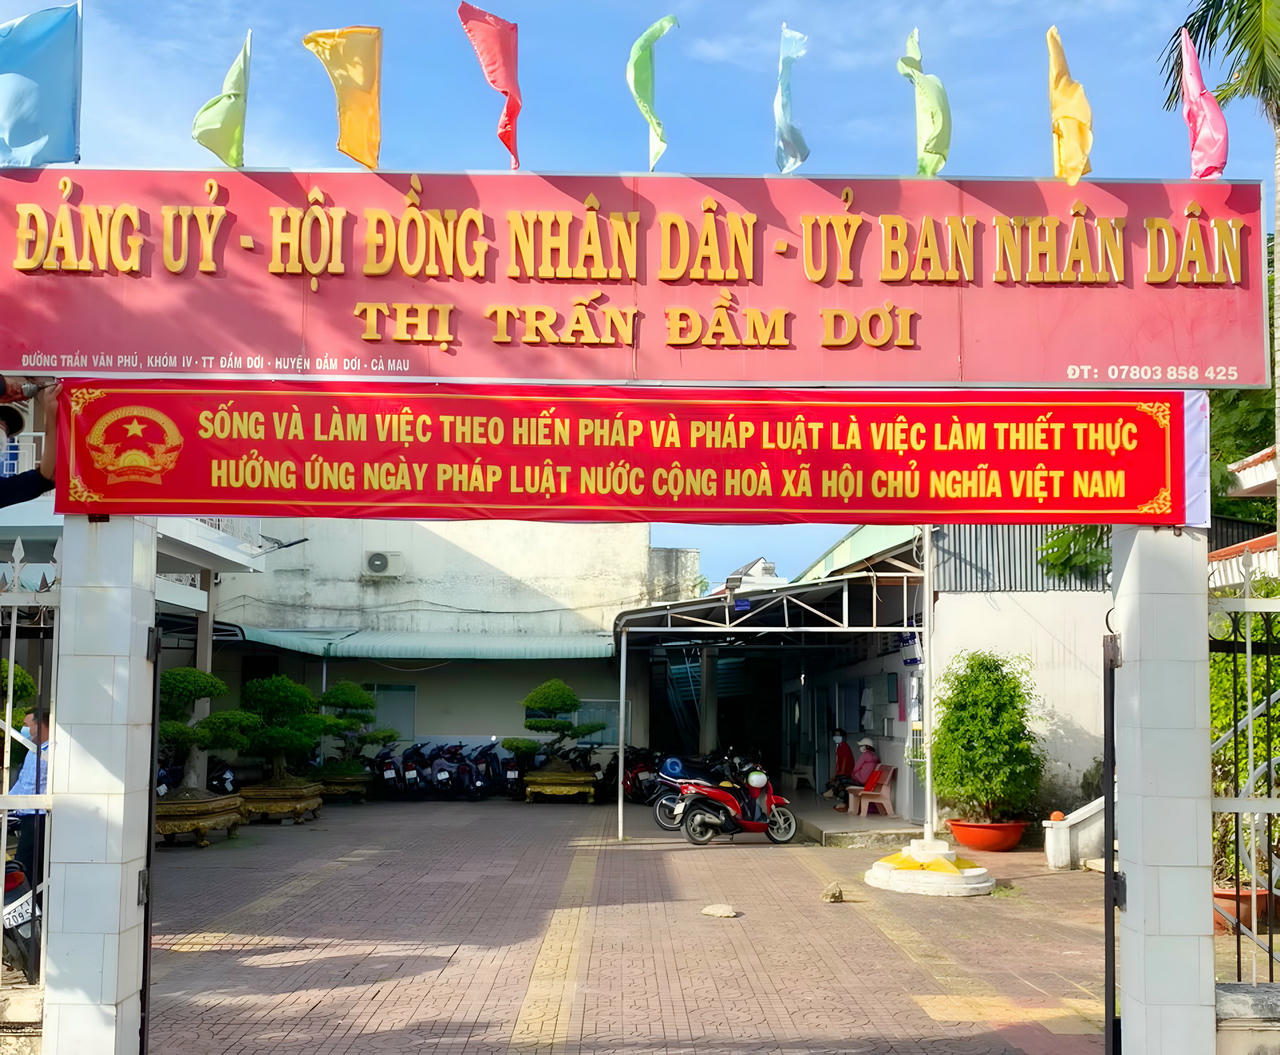 ĐẢNG UỶ - HỘI ĐỒNG NHÂN DÂN - UỶ BAN NHÂN DÂN
THỊ TRẤN ĐẦM DƠI
ĐƯỜNG TRẦN VĂN PHÚ, KHÓM IV - TT ĐẦM DƠI - HUYỆN ĐẦM DƠI - CÀ MAU
ĐT: 07803 858 425
SỐNG VÀ LÀM VIỆC THEO HIẾN PHÁP VÀ PHÁP LUẬT LÀ VIỆC LÀM THIẾT THỰC
HƯỞNG ỨNG NGÀY PHÁP LUẬT NƯỚC CỘNG HOÀ XÃ HỘI CHỦ NGHĨA VIỆT NAM